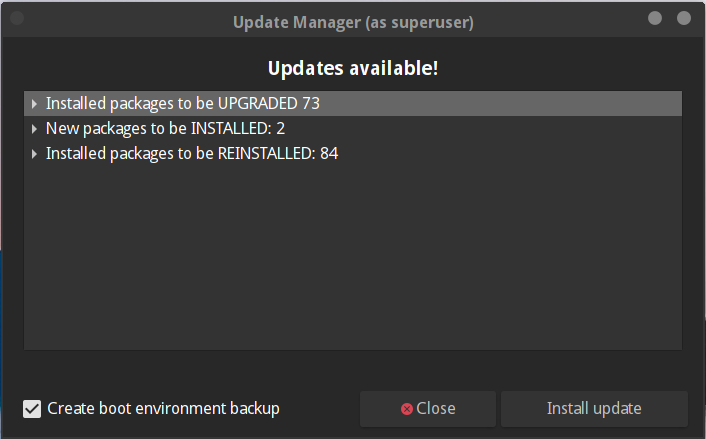 Update Manager (as superuser)
Updates available!
Installed packages to be UPGRADED 73
New packages to be INSTALLED: 2
Installed packages to be REINSTALLED: 84
Create boot environment backup
Close
Install update